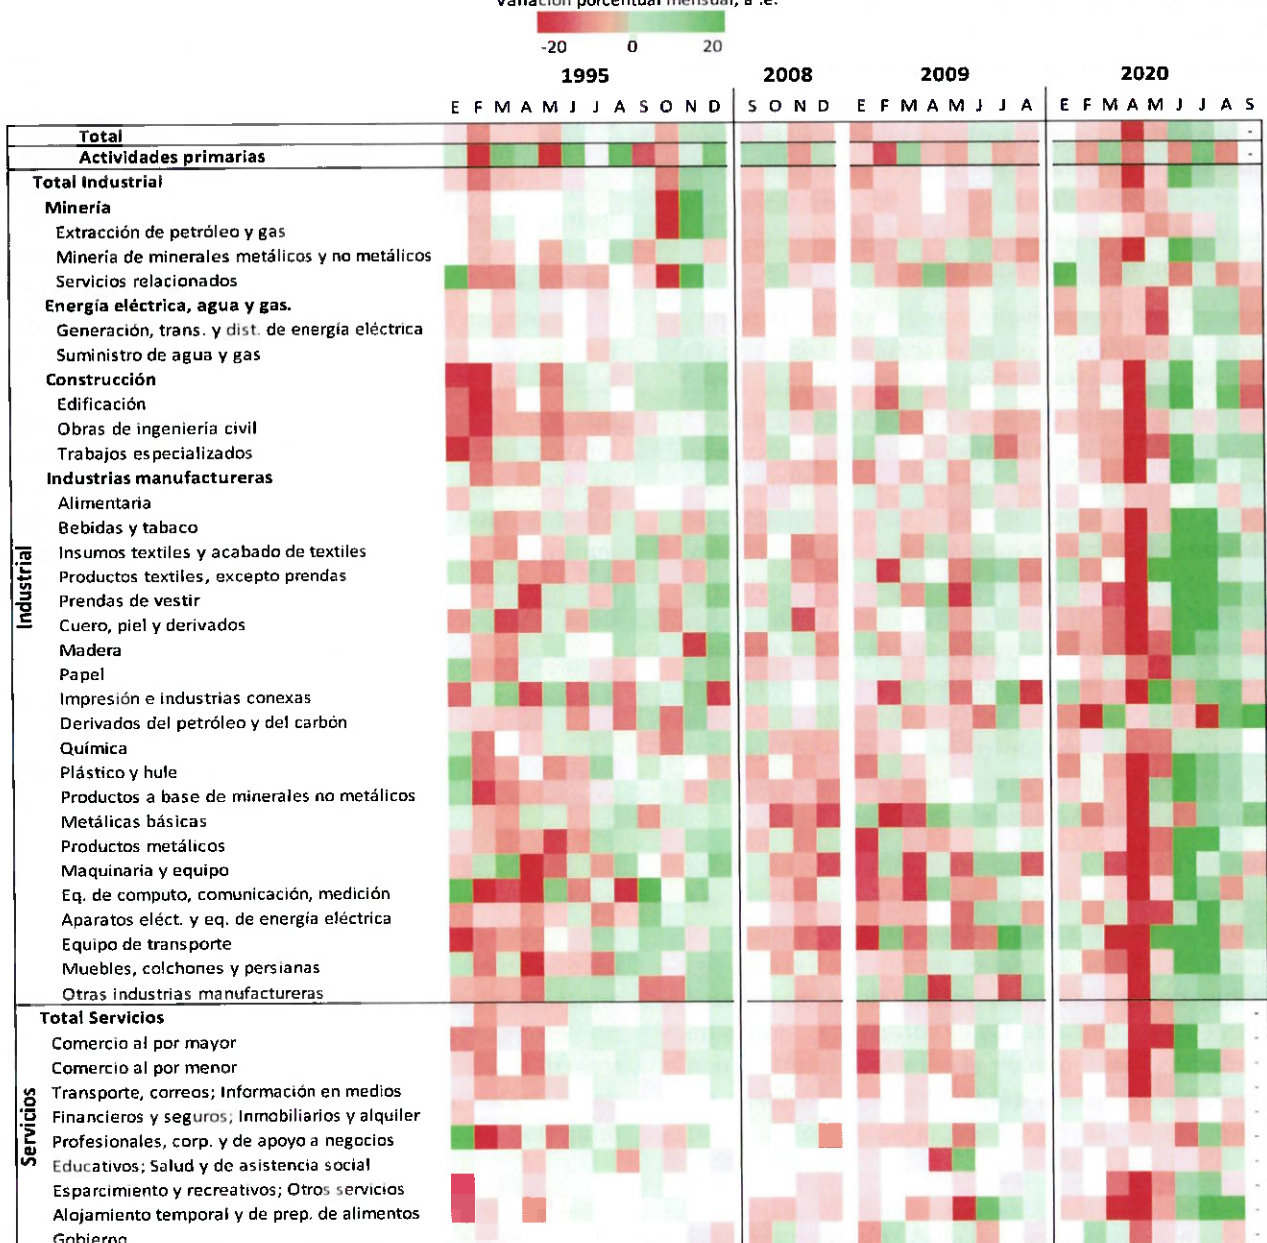 Variación porcentual mensual, a .e.
-20 0 20
1995 2008 2009 2020
E F M A M J J A S O N D S O N D E F M A M J J A E F M A M J J A S
Total -
Actividades primarias -
Total Industrial
Minería
Extracción de petróleo y gas
Minería de minerales metálicos y no metálicos
Servicios relacionados
Energía eléctrica, agua y gas.
Generación, trans. y dist. de energía eléctrica
Suministro de agua y gas
Construcción
Edificación
Obras de ingeniería civil
Trabajos especializados
Industrias manufactureras
Alimentaria
Bebidas y tabaco
Insumos textiles y acabado de textiles
Productos textiles, excepto prendas
Prendas de vestir
Cuero, piel y derivados
Madera
Papel
Impresión e industrias conexas
Derivados del petróleo y del carbón
Química
Plástico y hule
Productos a base de minerales no metálicos
Metálicas básicas
Productos metálicos
Maquinaria y equipo
Eq. de computo, comunicación, medición
Aparatos eléct. y eq. de energía eléctrica
Equipo de transporte
Muebles, colchones y persianas
Otras industrias manufactureras
Industrial
Total Servicios -
Comercio al por mayor -
Comercio al por menor -
Transporte, correos; Información en medios -
Financieros y seguros; Inmobiliarios y alquiler -
Profesionales, corp. y de apoyo a negocios -
Educativos; Salud y de asistencia social -
Esparcimiento y recreativos; Otros servicios -
Alojamiento temporal y de prep. de alimentos -
Gobierno -
Servicios